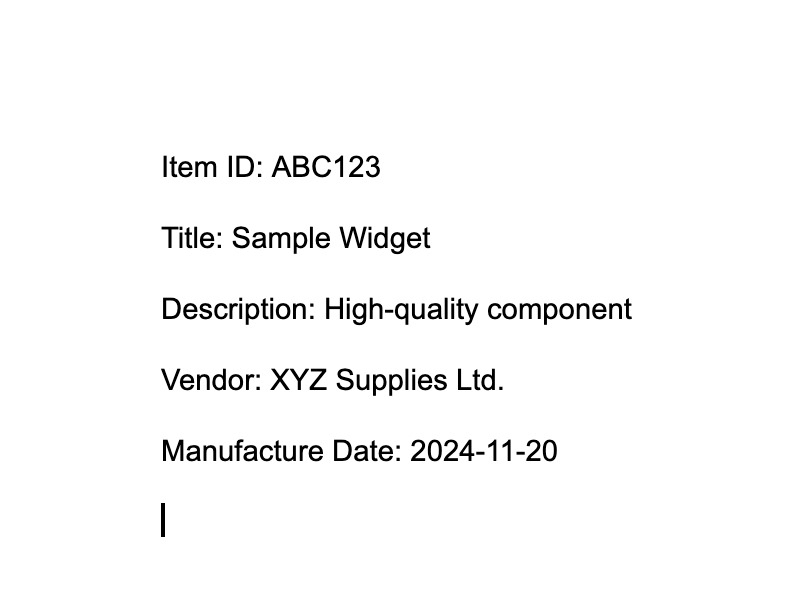 Item ID: ABC123
Title: Sample Widget
Description: High-quality component
Vendor: XYZ Supplies Ltd.
Manufacture Date: 2024-11-20